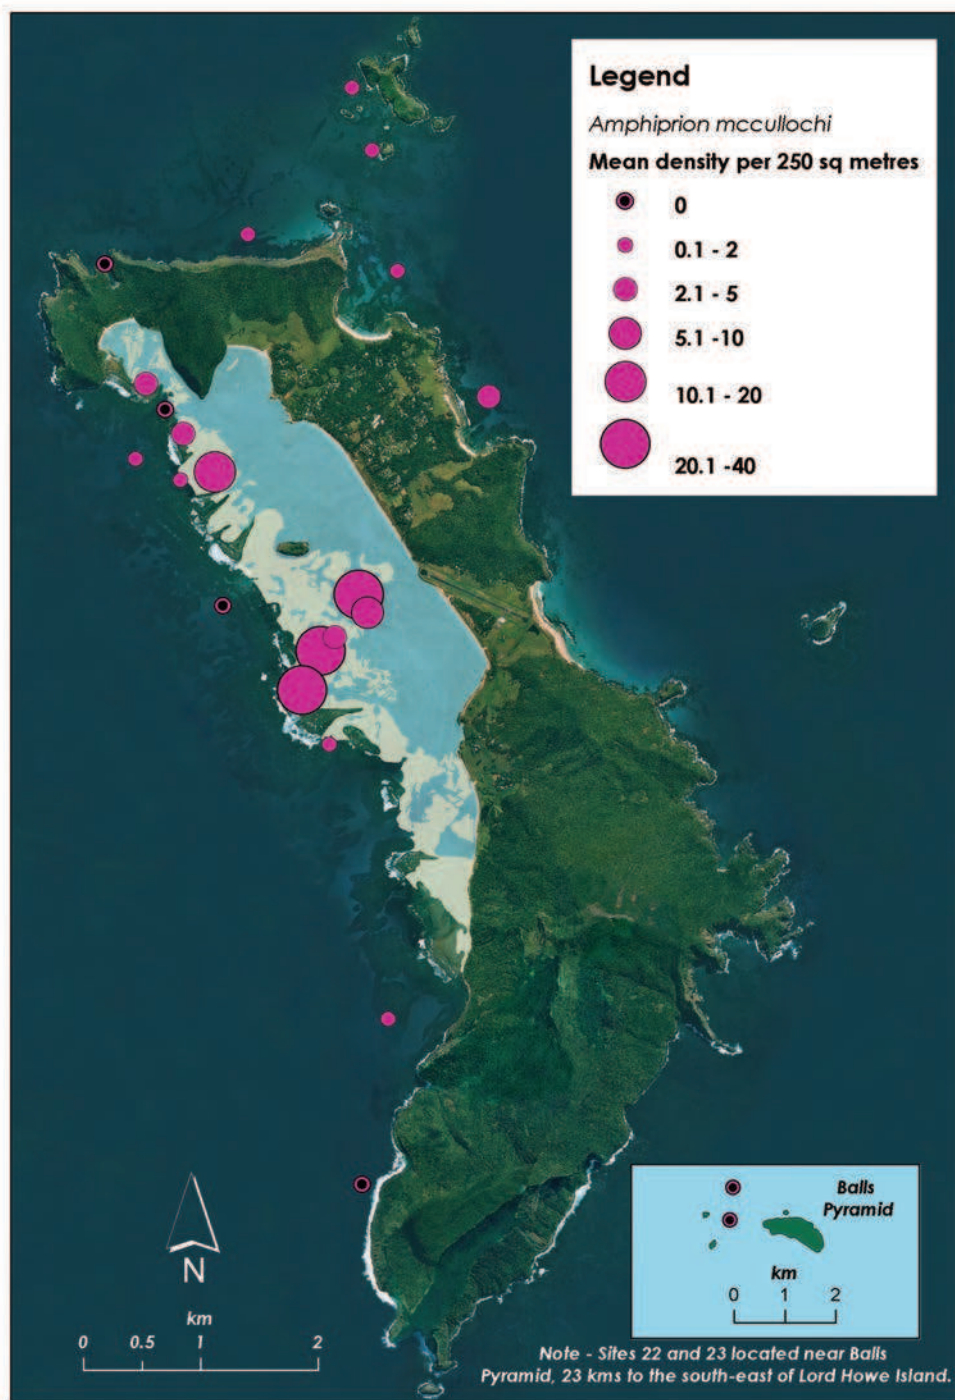 Legend
Amphiprion mccullochi
Mean density per 250 sq metres
0
0.1 - 2
2.1 - 5
5.1 -10
10.1 - 20
20.1 -40
Balls
Pyramid
km
0 1 2
N
km
0 0.5 1 2
Note - Sites 22 and 23 located near Balls
Pyramid, 23 kms to the south-east of Lord Howe Island.